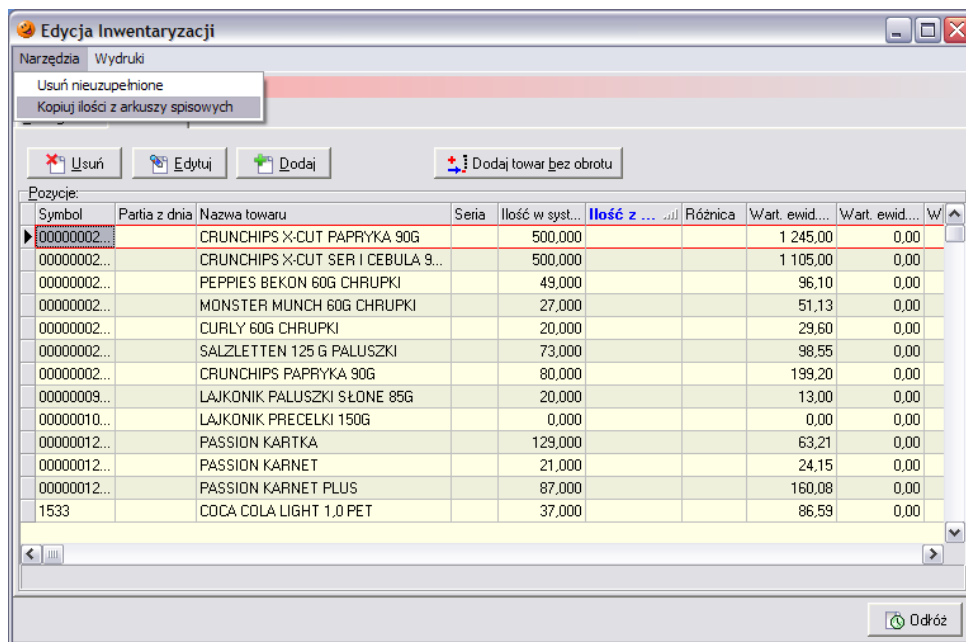 Edycja Inwentaryzacji
Narzędzia Wydruki
Usuń nieuzupełnione
Kopiuj ilości z arkuszy spisowych
Usuń Edytuj Dodaj Dodaj towar bez obrotu
Pozycje:
Symbol Partia z dnia Nazwa towaru Seria Ilość w syst... Ilość z ... Różnica Wart. ewid.... Wart. ewid.... W
00000002... CRUNCHIPS X-CUT PAPRYKA 90G 500,000 1 245,00 0,00
00000002... CRUNCHIPS X-CUT SER I CEBULA 9... 500,000 1 105,00 0,00
00000002... PEPPIES BEKON 60G CHRUPKI 49,000 96,10 0,00
00000002... MONSTER MUNCH 60G CHRUPKI 27,000 51,13 0,00
00000002... CURLY 60G CHRUPKI 20,000 29,60 0,00
00000002... SALZLETTEN 125 G PALUSZKI 73,000 98,55 0,00
00000002... CRUNCHIPS PAPRYKA 90G 80,000 199,20 0,00
00000009... LAJKONIK PALUSZKI SŁONE 85G 20,000 13,00 0,00
00000010... LAJKONIK PRECELKI 150G 0,000 0,00 0,00
00000012... PASSION KARTKA 129,000 63,21 0,00
00000012... PASSION KARNET 21,000 24,15 0,00
00000012... PASSION KARNET PLUS 87,000 160,08 0,00
1533 COCA COLA LIGHT 1,0 PET 37,000 86,59 0,00
Odłóż